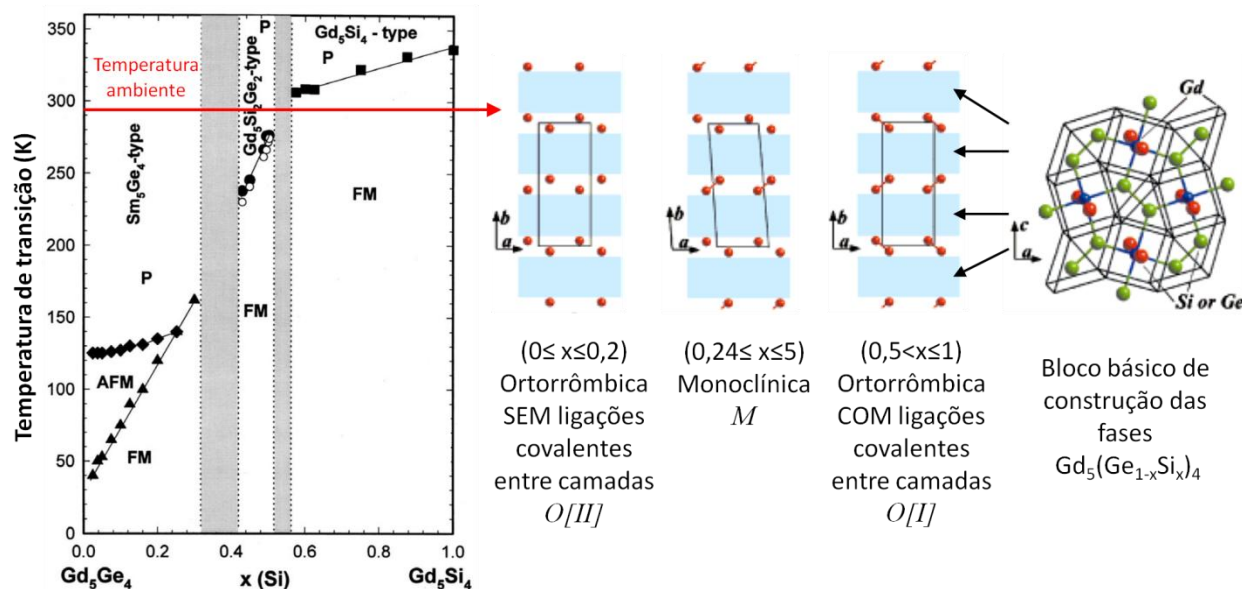 Temperatura de transição (K)
360
350
300
250
200
150
100
50
0
0.0
0.2
0.4
0.6
0.8
1.0
Gd5Ge4
x (Si)
Gd5Si4
Temperatura
ambiente
Sm5Ge4-type
P
AFM
FM
P
Gd5Si2Ge2-type
FM
Gd5Si4 - type
P
FM
b
a
(0≤ x≤0,2)
Ortorrômbica
SEM ligações
covalentes
entre camadas
O[II]
b
a
(0,24≤ x≤5)
Monoclínica
M
b
a
(0,5<x≤1)
Ortorrômbica
COM ligações
covalentes
entre camadas
O[I]
Gd
c
a
Si or Ge
Bloco básico de
construção das
fases
Gd5(Ge1-xSix)4